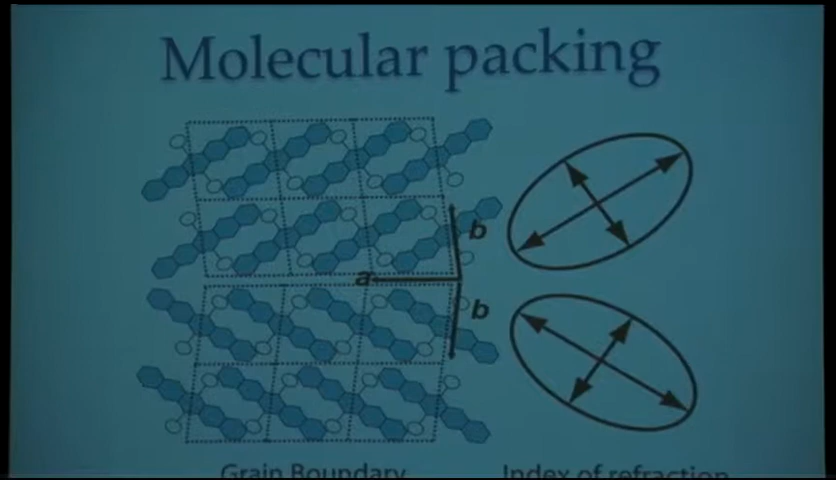 Molecular packing
b
a
b
Grain Boundary
Index of refraction